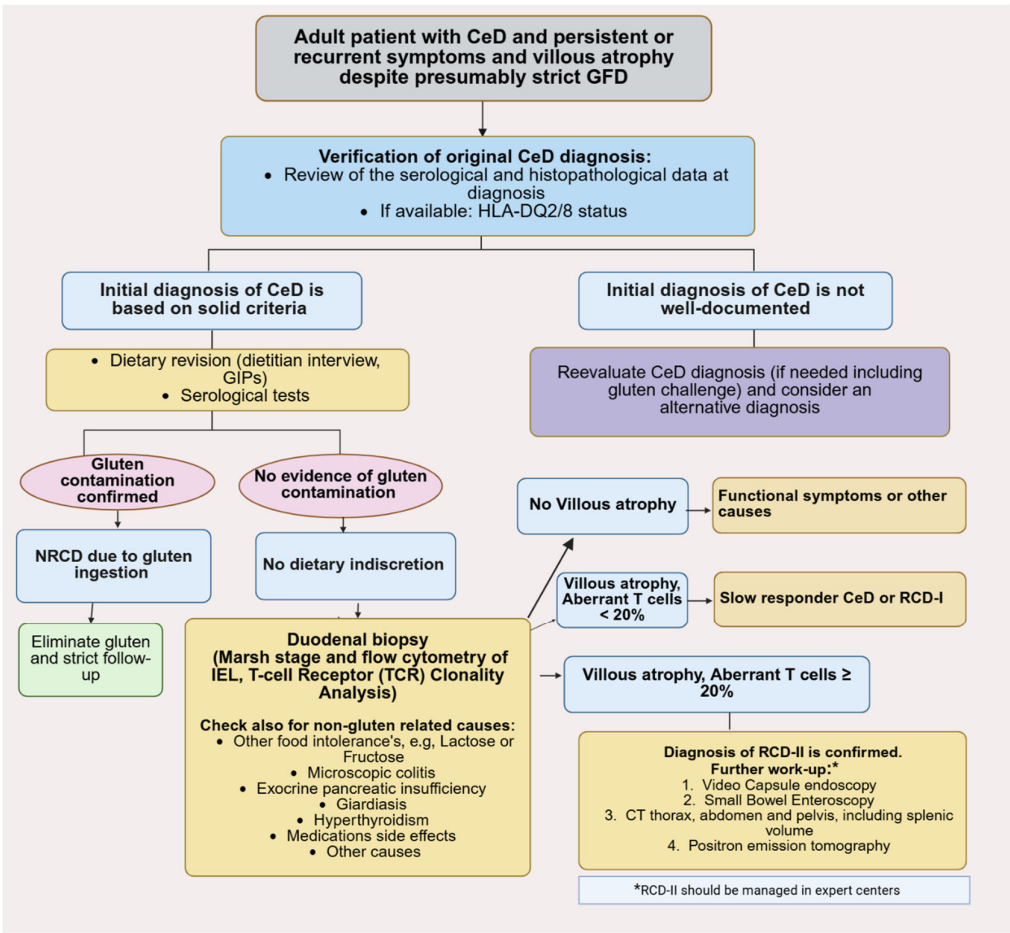 Adult patient with CeD and persistent or
recurrent symptoms and villous atrophy
despite presumably strict GFD
Verification of original CeD diagnosis:
• Review of the serological and histopathological data at
diagnosis
• If available: HLA-DQ2/8 status
Initial diagnosis of CeD is
based on solid criteria
Initial diagnosis of CeD is not
well-documented
• Dietary revision (dietitian interview,
GIPs)
• Serological tests
Reevaluate CeD diagnosis (if needed including
gluten challenge) and consider an
alternative diagnosis
Gluten
contamination
confirmed
No evidence of gluten
contamination
No Villous atrophy
Functional symptoms or other
causes
NRCD due to gluten
ingestion
No dietary indiscretion
Villous atrophy,
Aberrant T cells
< 20%
Slow responder CeD or RCD-I
Eliminate gluten
and strict follow-
up
Duodenal biopsy
(Marsh stage and flow cytometry of
IEL, T-cell Receptor (TCR) Clonality
Analysis)
Check also for non-gluten related causes:
• Other food intolerance's, e.g, Lactose or
Fructose
• Microscopic colitis
• Exocrine pancreatic insufficiency
• Giardiasis
• Hyperthyroidism
• Medications side effects
• Other causes
Villous atrophy, Aberrant T cells ≥
20%
Diagnosis of RCD-II is confirmed.
Further work-up:*
1. Video Capsule endoscopy
2. Small Bowel Enteroscopy
3. CT thorax, abdomen and pelvis, including splenic
volume
4. Positron emission tomography
*RCD-II should be managed in expert centers